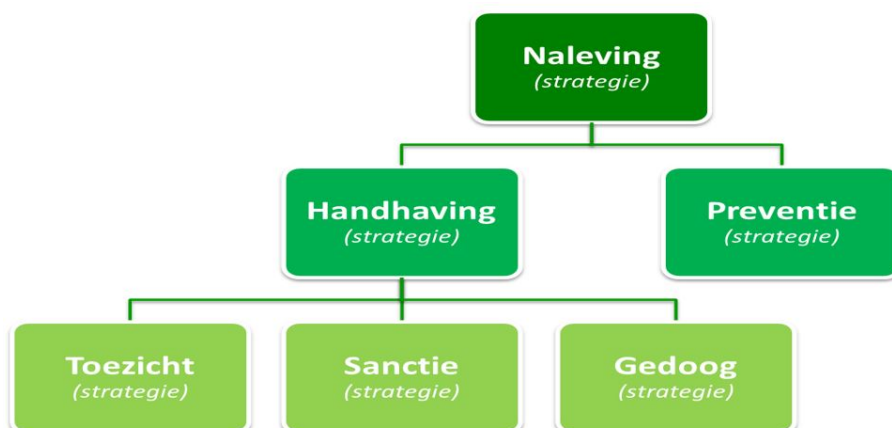 Naleving
(strategie)
Handhaving
(strategie)
Preventie
(strategie)
Toezicht
(strategie)
Sanctie
(strategie)
Gedoog
(strategie)